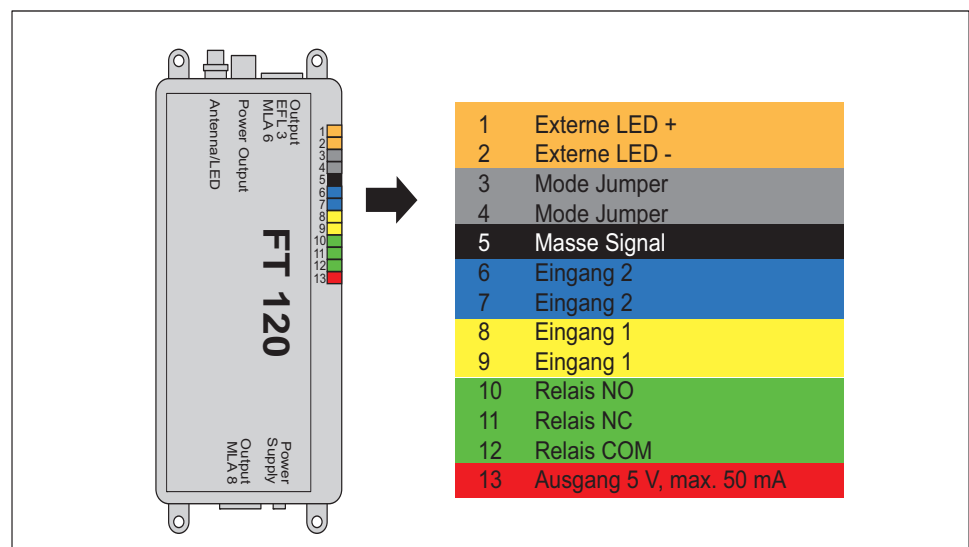 Output
EFL 3
MLA 6
Power Output
Antenna/LED
1
2
3
4
5
6
7
8
9
10
11
12
13
FT 120
Power
Supply
Output
MLA 8
1 Externe LED +
2 Externe LED -
3 Mode Jumper
4 Mode Jumper
5 Masse Signal
6 Eingang 2
7 Eingang 2
8 Eingang 1
9 Eingang 1
10 Relais NO
11 Relais NC
12 Relais COM
13 Ausgang 5 V, max. 50 mA